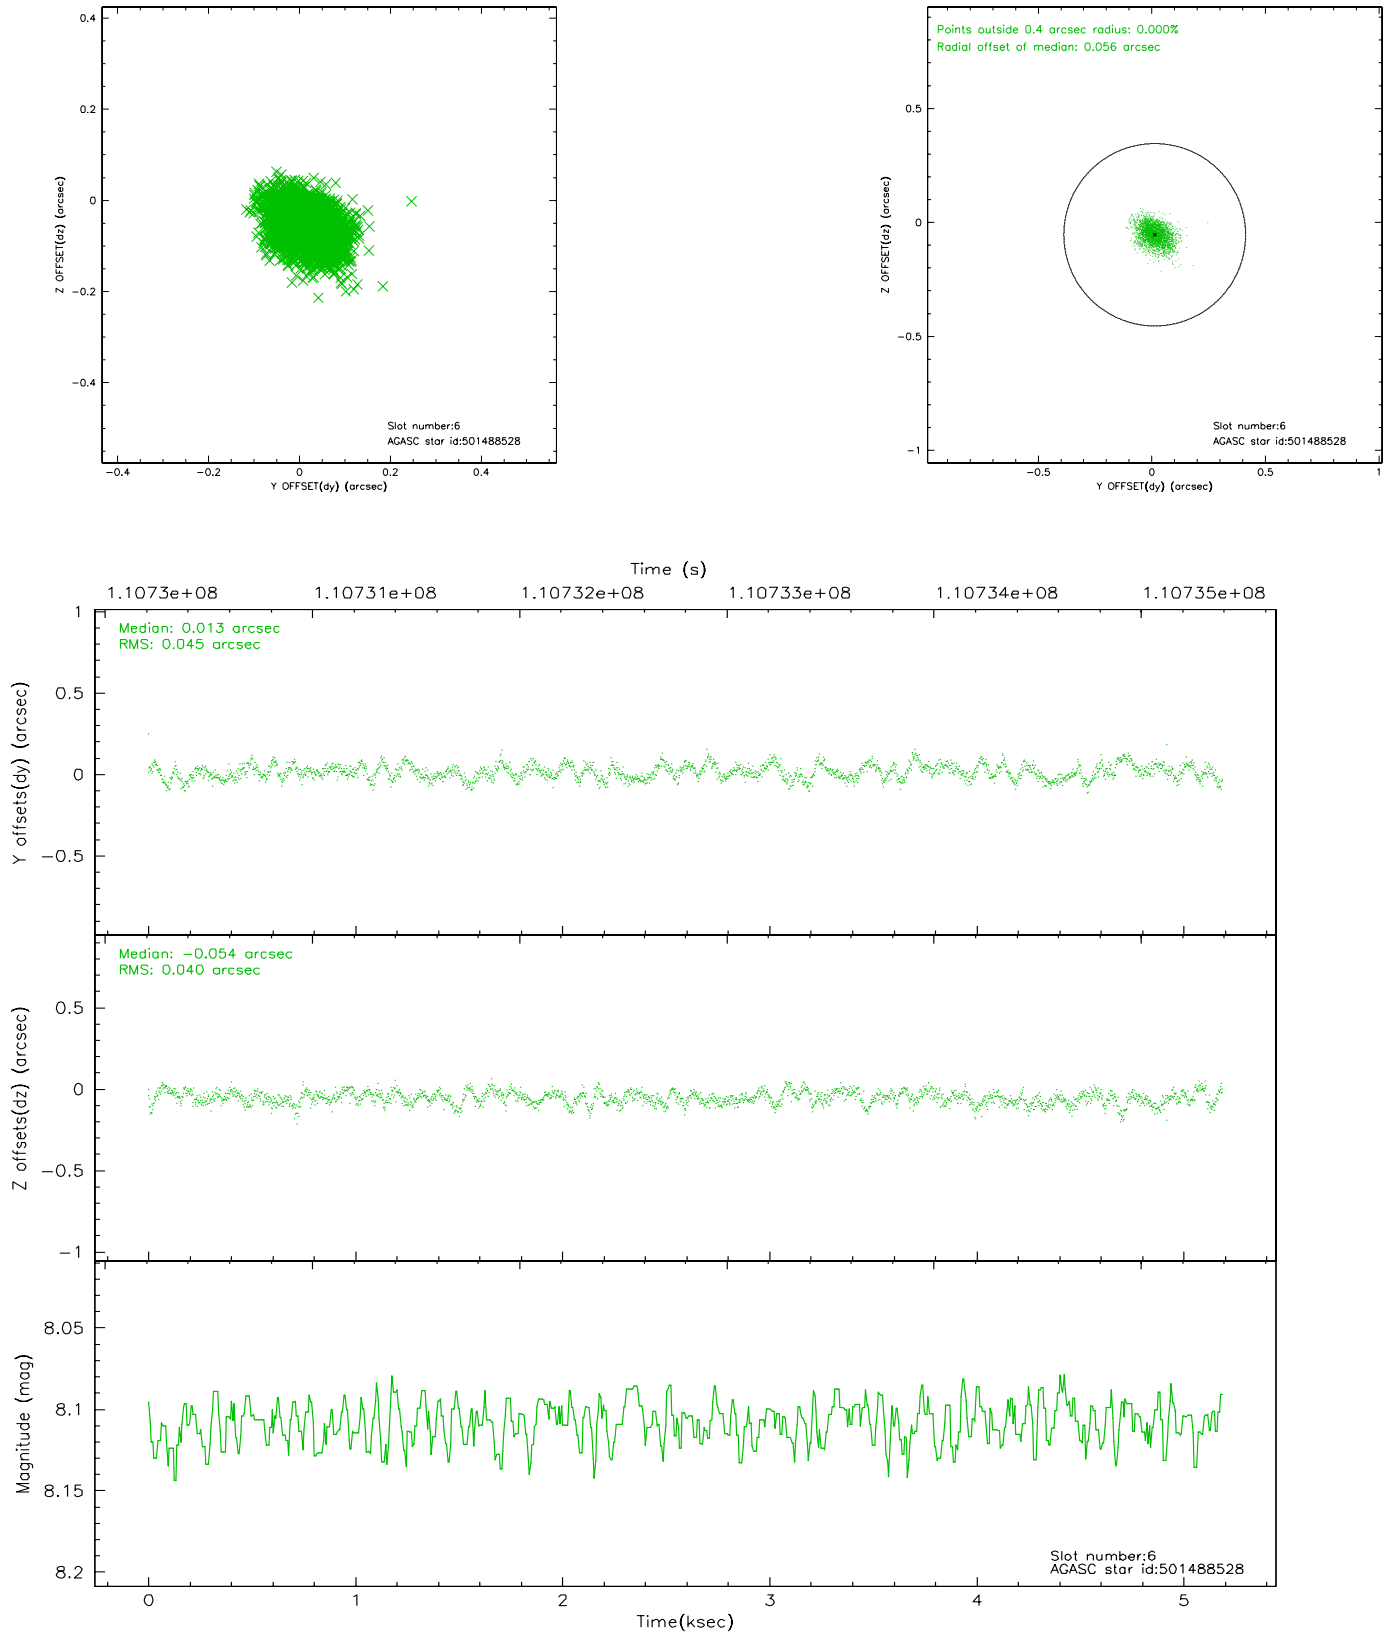 0.4
0.2
0
−0.2
−0.4
Z OFFSET(dz) (arcsec)
Slot number:6
AGASC star id:501488528
−0.4 −0.2 0 0.2 0.4
Y OFFSET(dy) (arcsec)
Points outside 0.4 arcsec radius: 0.000%
Radial offset of median: 0.056 arcsec
0.5
0
−0.5
−1
Z OFFSET(dz) (arcsec)
Slot number:6
AGASC star id:501488528
−0.5 0 0.5 1
Y OFFSET(dy) (arcsec)
Time (s)
1.1073e+08 1.10731e+08 1.10732e+08 1.10733e+08 1.10734e+08 1.10735e+08
Median: 0.013 arcsec
RMS: 0.045 arcsec
1
0.5
0
−0.5
Y offsets(dy) (arcsec)
Median: −0.054 arcsec
RMS: 0.040 arcsec
0.5
0
−0.5
−1
Z offsets(dz) (arcsec)
8.05
8.1
8.15
8.2
Magnitude (mag)
Slot number:6
AGASC star id:501488528
0 1 2 3 4 5
Time(ksec)